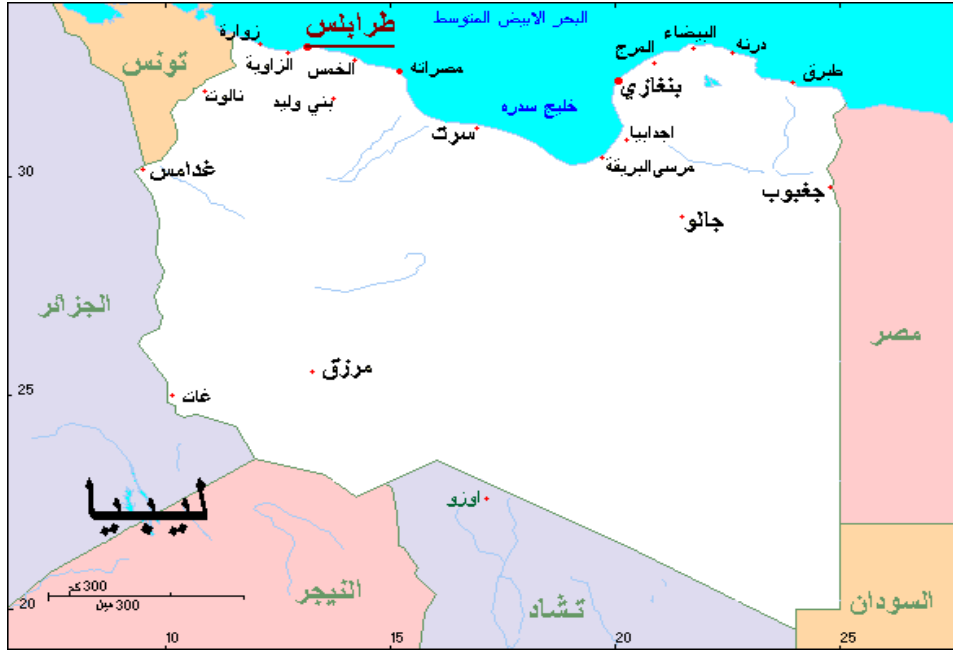 البحر الابيض المتوسط
طرابلس
زوارة
الزاوية
الخمس
مصراته
البيضاء
المرج
درنه
طبرق
بنغازي
تونس
نالوت
بني وليد
خليج سدره
سرت
اجدابيا
مرسى البريقة
غدامس
جغبوب
جالو
30
الجزائر
مصر
مرزق
25
غات
ليبيا
اوزو
النيجر
تشاد
السودان
300 كم
300 ميل
20
10
15
20
25